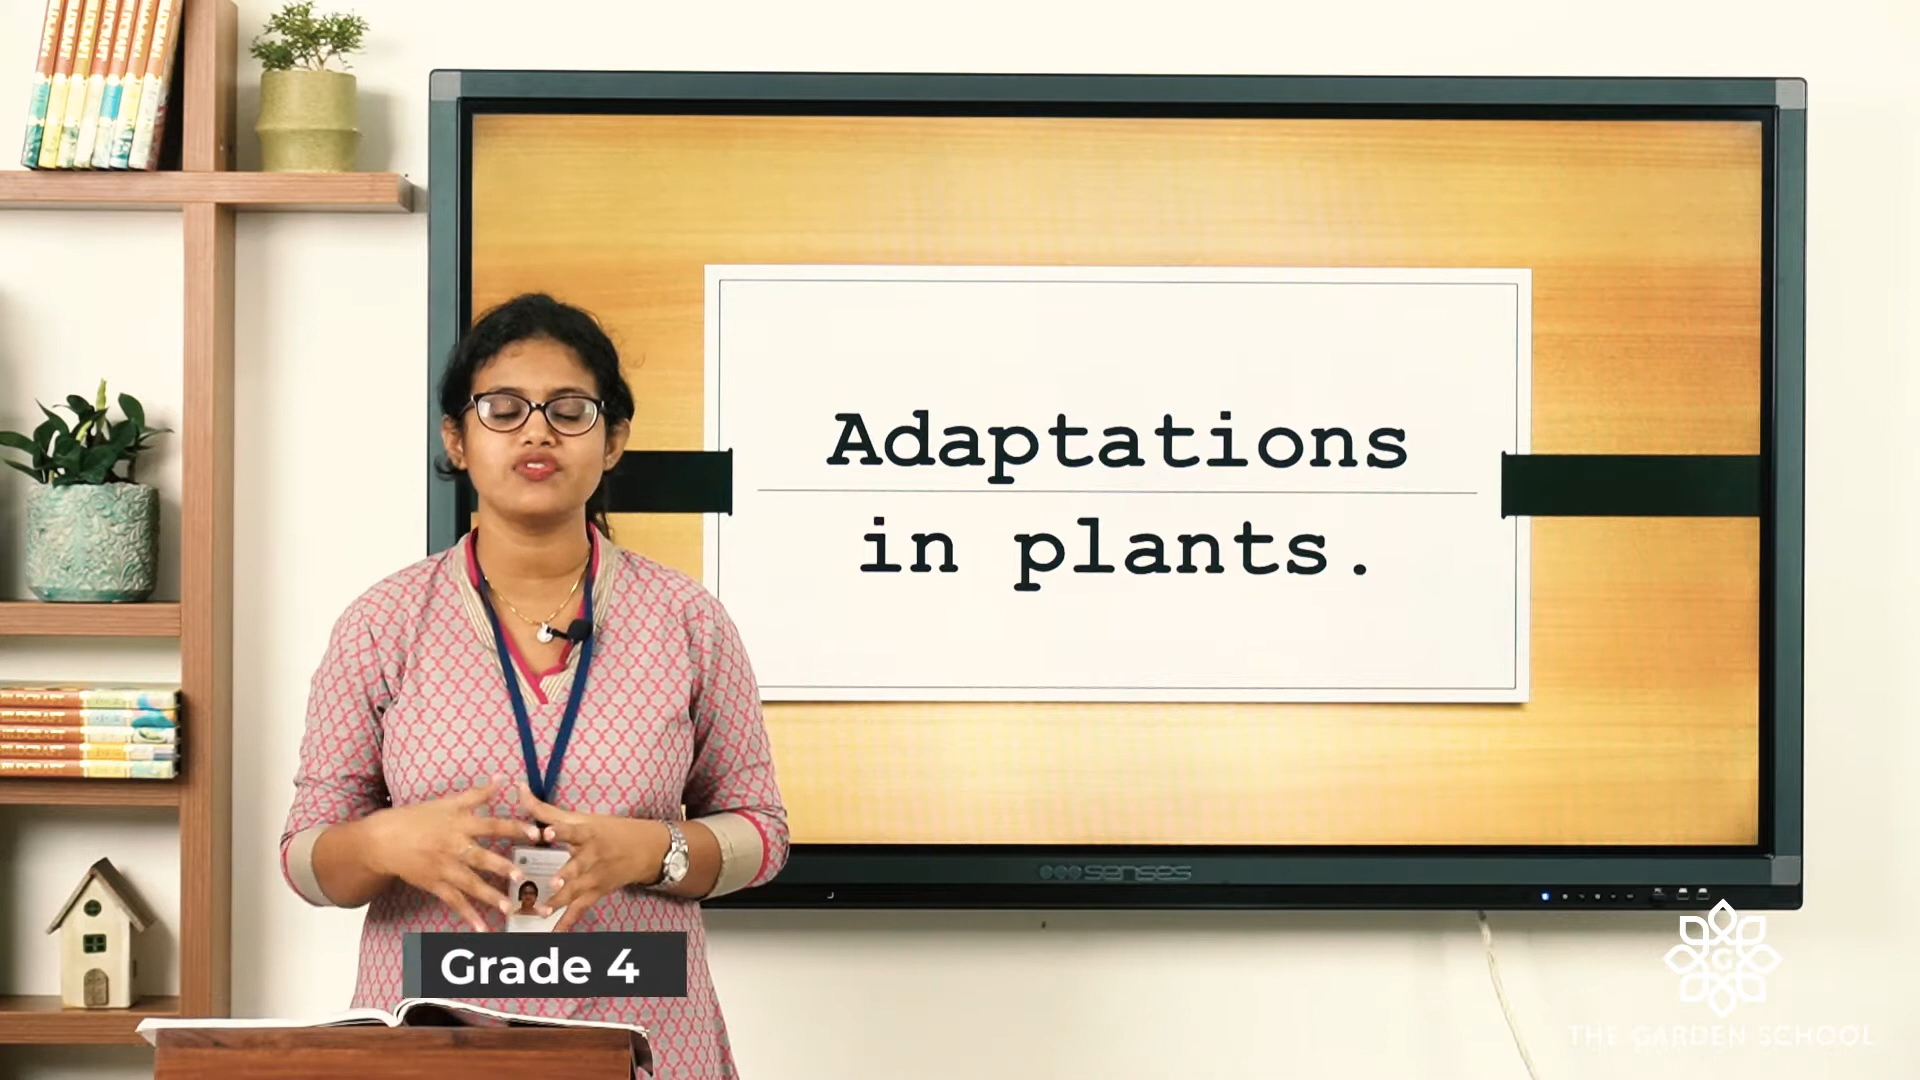 Adaptations
in plants.
senses
Grade 4
G
THE GARDEN SCHOOL